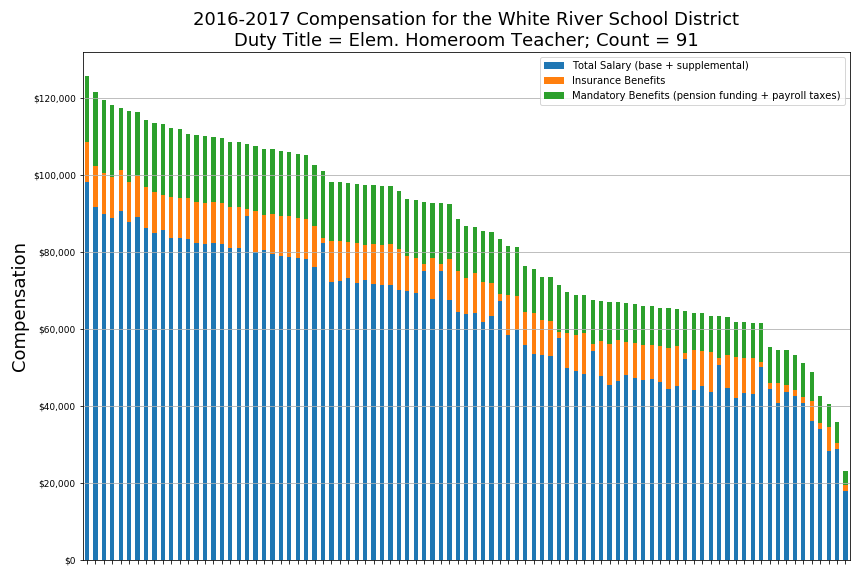 2016-2017 Compensation for the White River School District
Duty Title = Elem. Homeroom Teacher; Count = 91
Total Salary (base + supplemental)
Insurance Benefits
Mandatory Benefits (pension funding + payroll taxes)
Compensation
$120,000
$100,000
$80,000
$60,000
$40,000
$20,000
$0